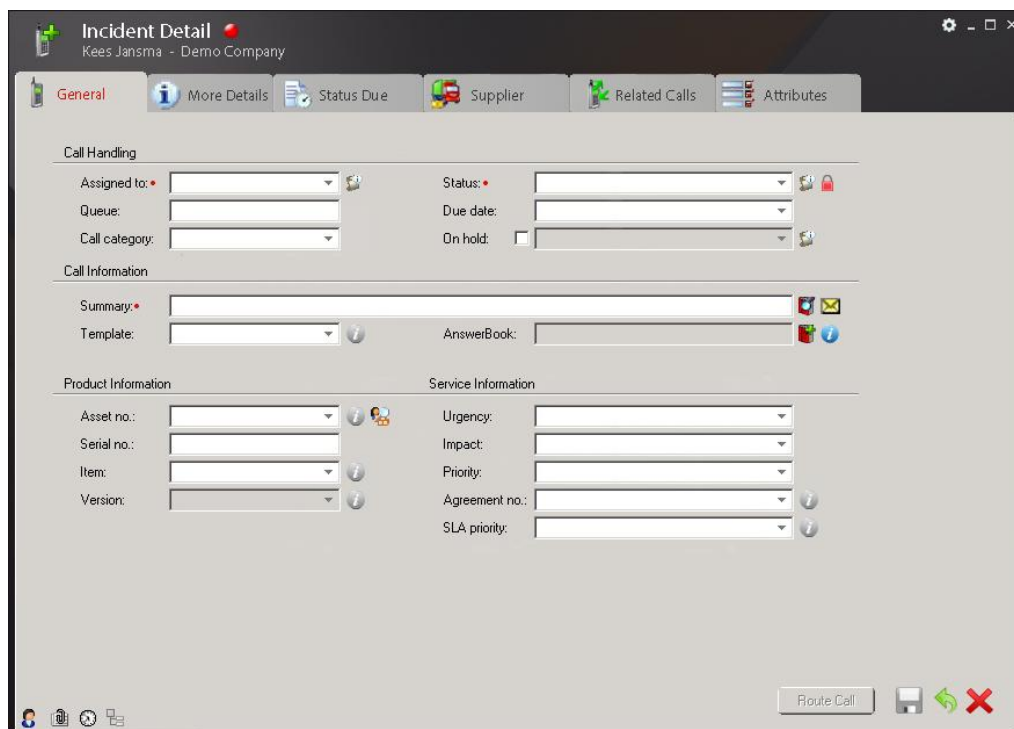 Incident Detail
Kees Jansma - Demo Company
General
More Details
Status Due
Supplier
Related Calls
Attributes
Call Handling
Assigned to:
Status:
Queue:
Due date:
Call category:
On hold:
Call Information
Summary:
Template:
AnswerBook:
Product Information
Service Information
Asset no.:
Urgency:
Serial no.:
Impact:
Item:
Priority:
Version:
Agreement no.:
SLA priority:
Route Call